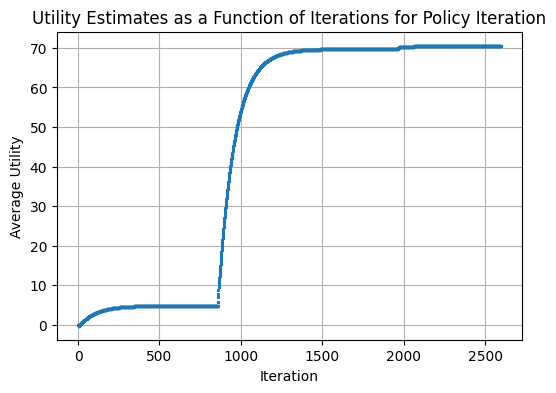 Utility Estimates as a Function of Iterations for Policy Iteration
Average Utility
70
60
50
40
30
20
10
0
0 500 1000 1500 2000 2500
Iteration